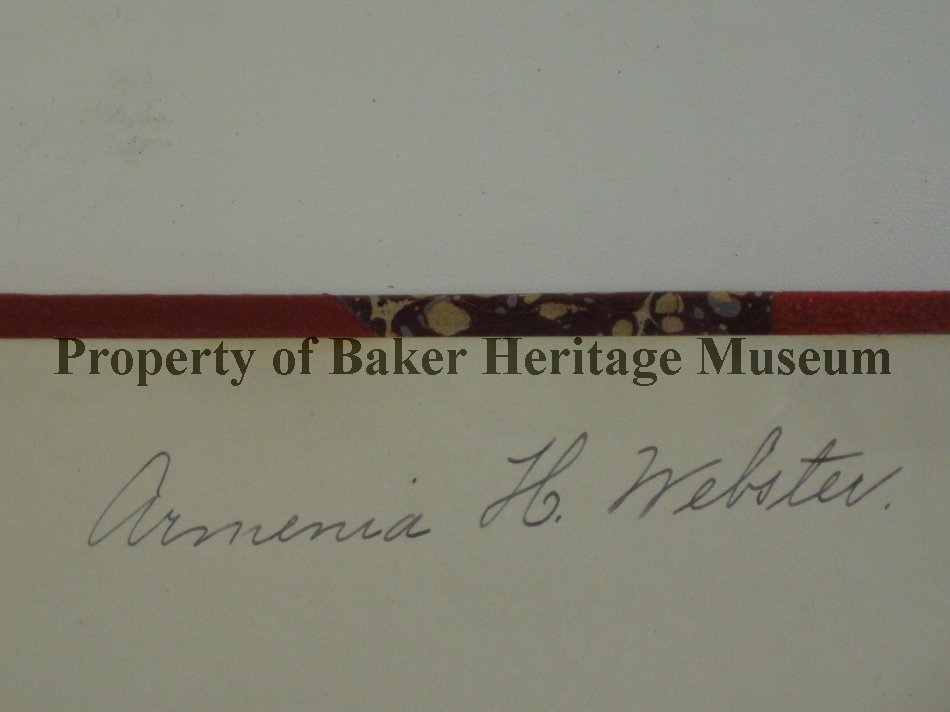 Property of Baker Heritage Museum
Armenia H. Webster.